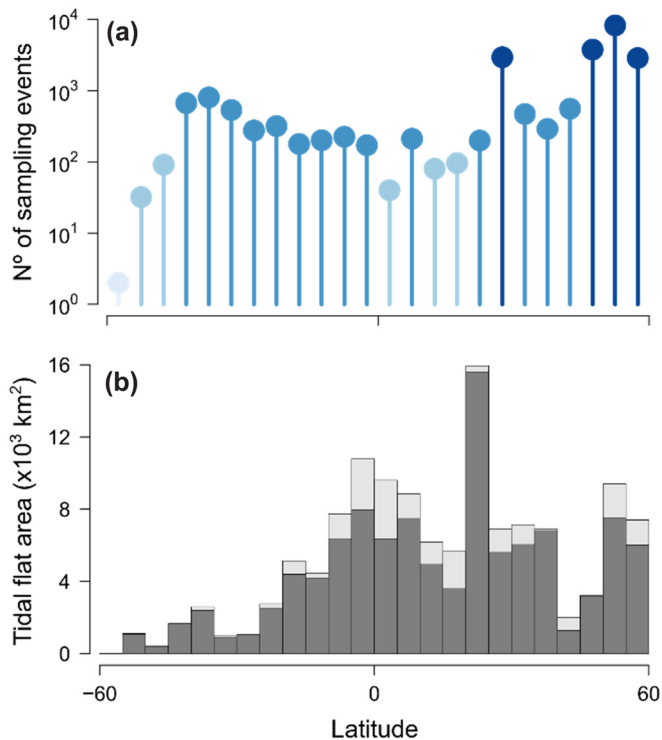 (a)
Nº of sampling events
10⁴
10³
10²
10¹
10⁰
(b)
Tidal flat area (x10³ km²)
16
12
8
4
0
−60
0
60
Latitude